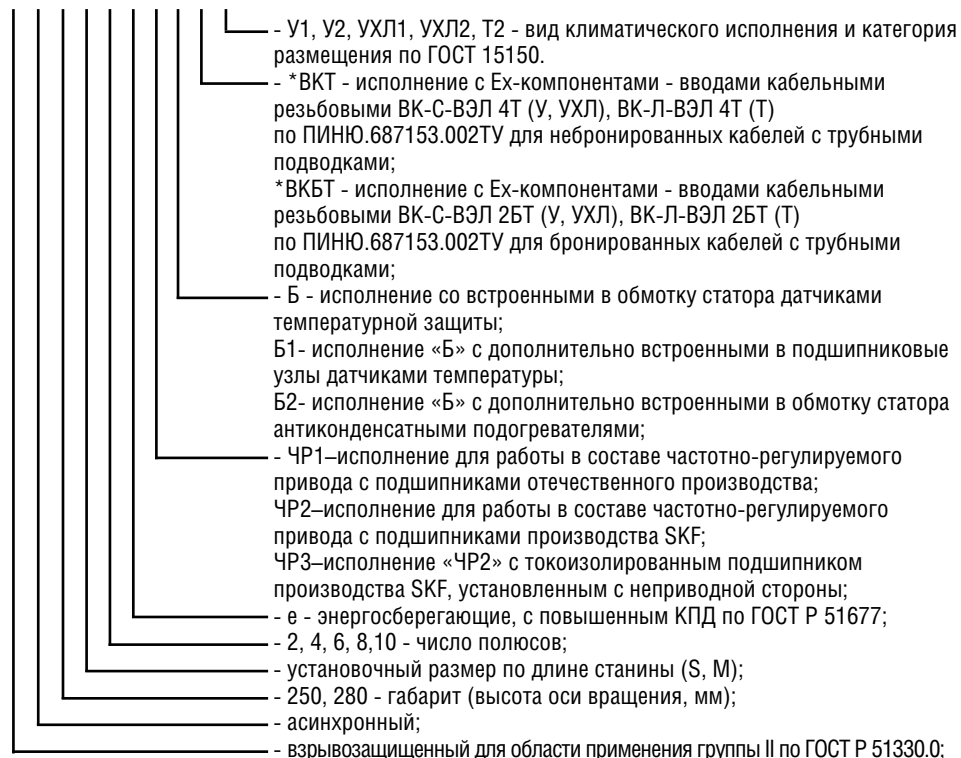 - У1, У2, УХЛ1, УХЛ2, Т2 - вид климатического исполнения и категория
размещения по ГОСТ 15150.
- *ВКТ - исполнение с Ех-компонентами - вводами кабельными
резьбовыми ВК-С-ВЭЛ 4Т (У, УХЛ), ВК-Л-ВЭЛ 4Т (Т)
по ПИНЮ.687153.002ТУ для небронированных кабелей с трубными
подводками;
*ВКБТ - исполнение с Ех-компонентами - вводами кабельными
резьбовыми ВК-С-ВЭЛ 2БТ (У, УХЛ), ВК-Л-ВЭЛ 2БТ (Т)
по ПИНЮ.687153.002ТУ для бронированных кабелей с трубными
подводками;
- Б - исполнение со встроенными в обмотку статора датчиками
температурной защиты;
Б1- исполнение «Б» с дополнительно встроенными в подшипниковые
узлы датчиками температуры;
Б2- исполнение «Б» с дополнительно встроенными в обмотку статора
антиконденсатными подогревателями;
- ЧР1–исполнение для работы в составе частотно-регулируемого
привода с подшипниками отечественного производства;
ЧР2–исполнение для работы в составе частотно-регулируемого
привода с подшипниками производства SKF;
ЧР3–исполнение «ЧР2» с токоизолированным подшипником
производства SKF, установленным с неприводной стороны;
- е - энергосберегающие, с повышенным КПД по ГОСТ Р 51677;
- 2, 4, 6, 8,10 - число полюсов;
- установочный размер по длине станины (S, М);
- 250, 280 - габарит (высота оси вращения, мм);
- асинхронный;
- взрывозащищенный для области применения группы II по ГОСТ Р 51330.0;